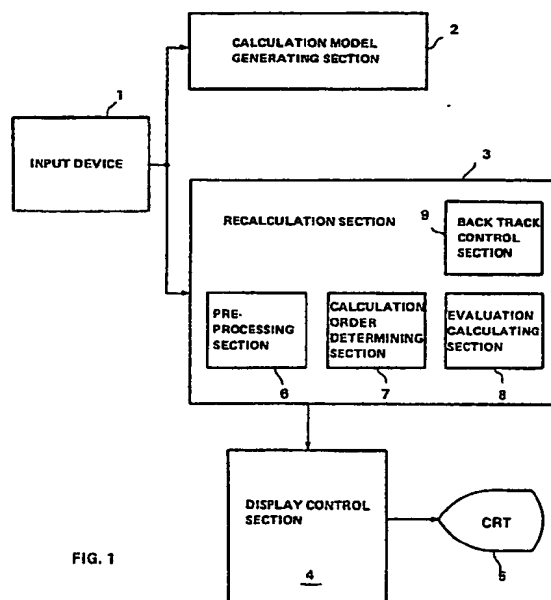 2
CALCULATION MODEL
GENERATING SECTION
1
INPUT DEVICE
3
RECALCULATION SECTION
9
BACK TRACK
CONTROL
SECTION
PRE-
PROCESSING
SECTION
6
CALCULATION
ORDER
DETERMINING
SECTION
7
EVALUATION
CALCULATING
SECTION
8
DISPLAY CONTROL
SECTION
4
CRT
5
FIG. 1